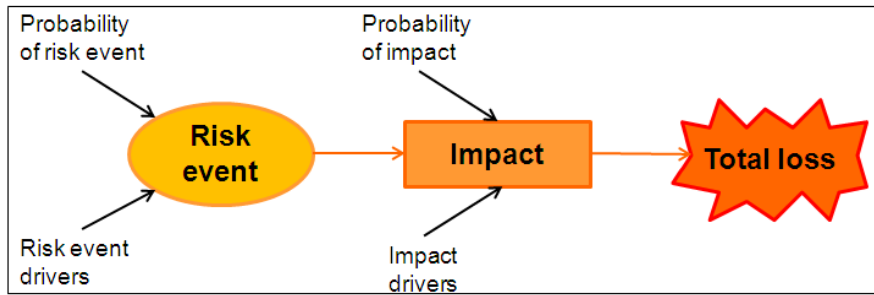 Probability
of risk event
Probability
of impact
Risk
event
Impact
Total loss
Risk event
drivers
Impact
drivers